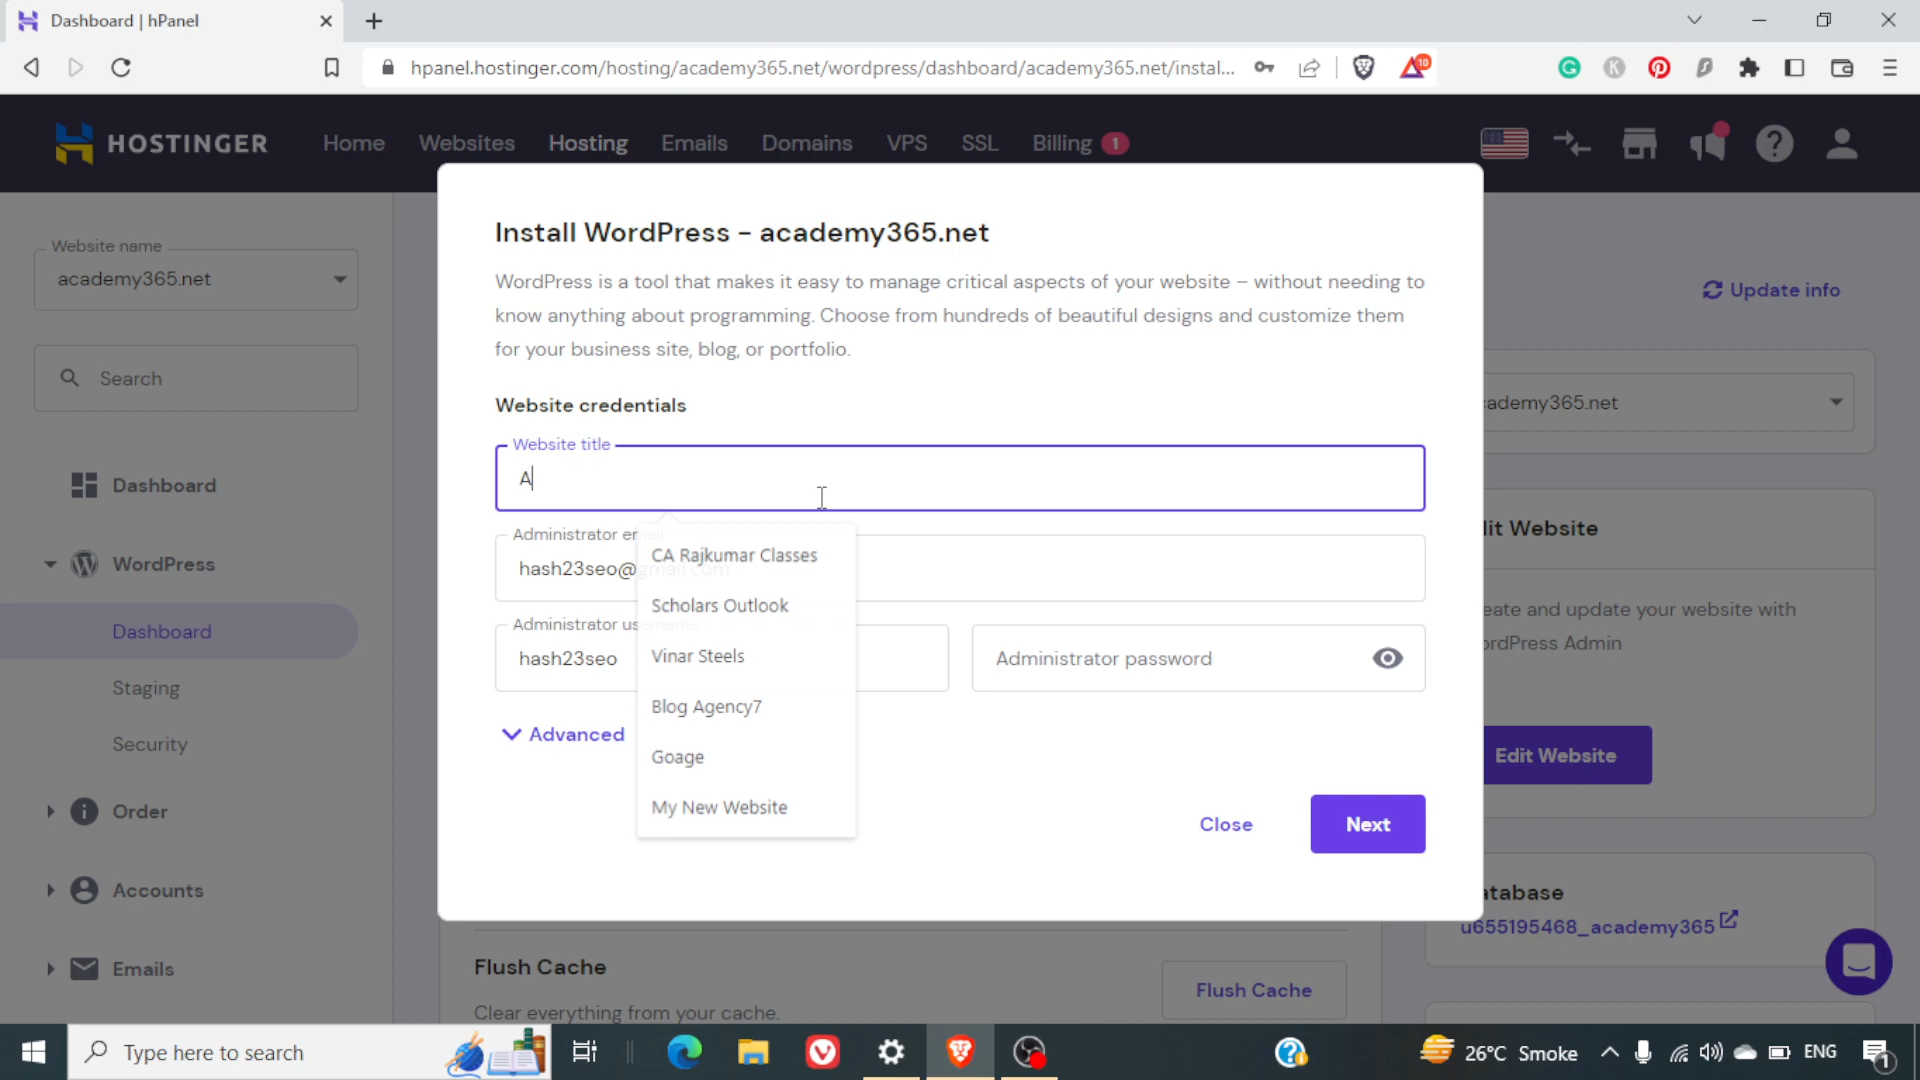 Dashboard | hPanel
hpanel.hostinger.com/hosting/academy365.net/wordpress/dashboard/academy365.net/instal...
10
HOSTINGER
Home
Websites
Hosting
Emails
Domains
VPS
SSL
Billing 1
Website name
academy365.net
Search
Dashboard
WordPress
Dashboard
Staging
Security
Order
Accounts
Emails
Install WordPress - academy365.net
WordPress is a tool that makes it easy to manage critical aspects of your website – without needing to
know anything about programming. Choose from hundreds of beautiful designs and customize them
for your business site, blog, or portfolio.
Website credentials
Website title
A
Administrator email
hash23seo@gmail.com
Administrator username
hash23seo
Administrator password
CA Rajkumar Classes
Scholars Outlook
Vinar Steels
Blog Agency7
Goage
My New Website
Advanced
Close
Next
Update info
cademy365.net
dit Website
eate and update your website with
ordPress Admin
Edit Website
atabase
u655195468_academy365
Flush Cache
Clear everything from your cache.
Flush Cache
Type here to search
26°C Smoke
ENG
1